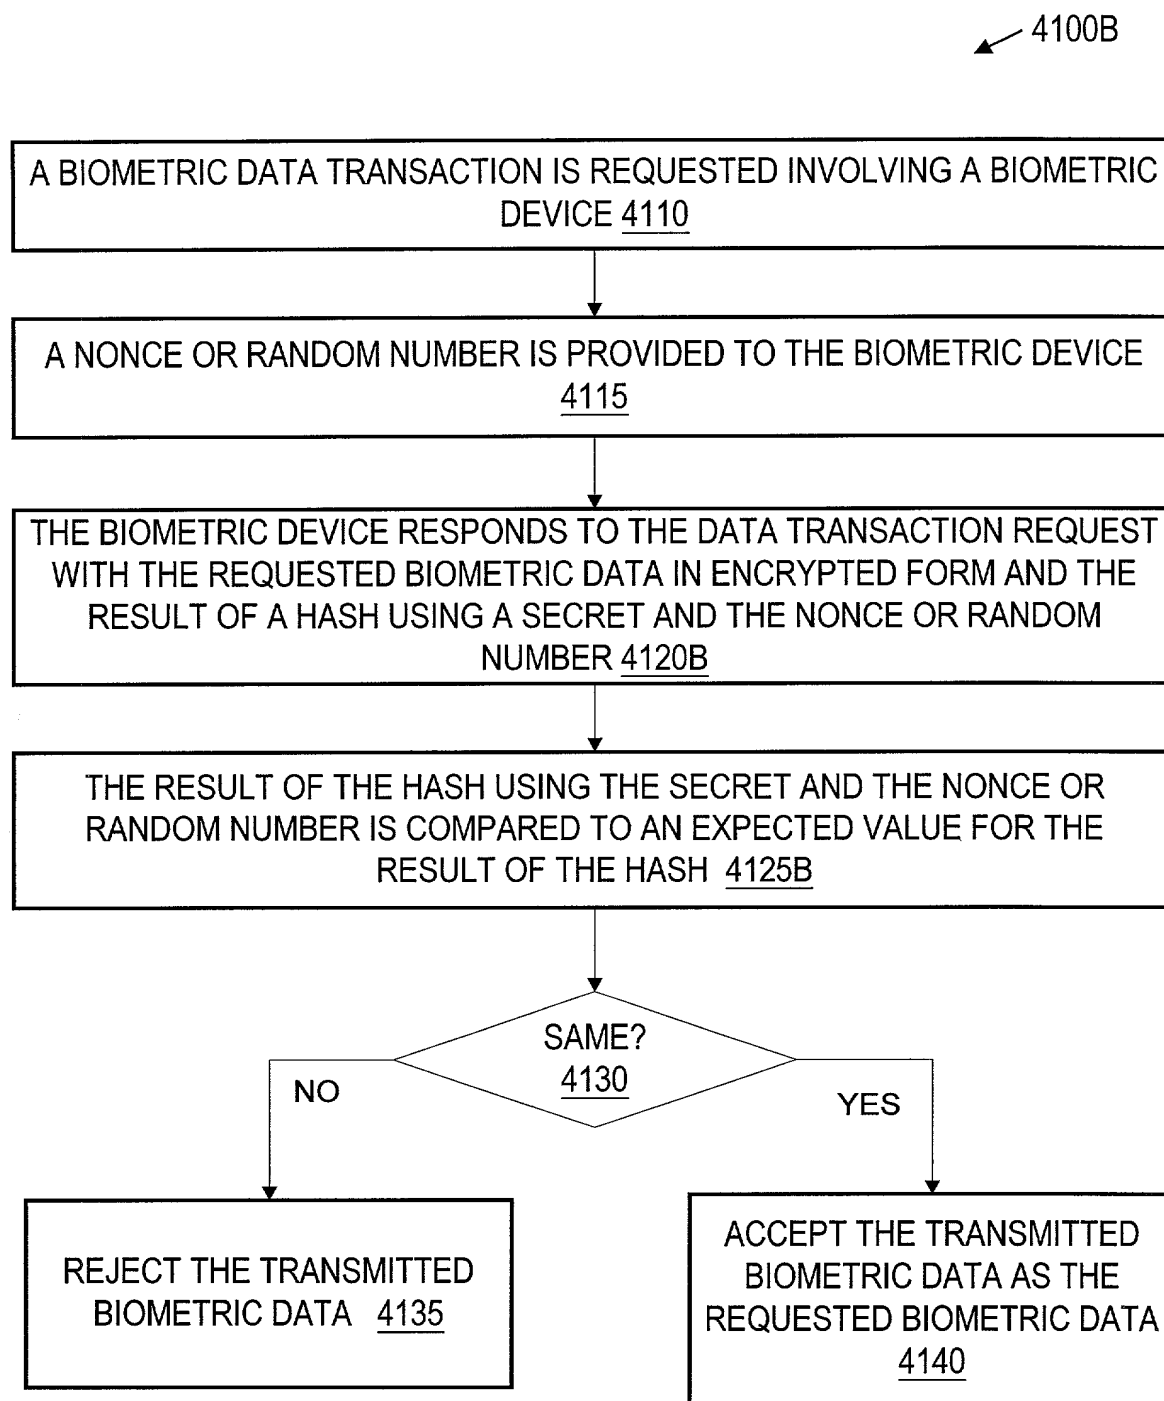 4100B
A BIOMETRIC DATA TRANSACTION IS REQUESTED INVOLVING A BIOMETRIC
DEVICE 4110
A NONCE OR RANDOM NUMBER IS PROVIDED TO THE BIOMETRIC DEVICE
4115
THE BIOMETRIC DEVICE RESPONDS TO THE DATA TRANSACTION REQUEST
WITH THE REQUESTED BIOMETRIC DATA IN ENCRYPTED FORM AND THE
RESULT OF A HASH USING A SECRET AND THE NONCE OR RANDOM
NUMBER 4120B
THE RESULT OF THE HASH USING THE SECRET AND THE NONCE OR
RANDOM NUMBER IS COMPARED TO AN EXPECTED VALUE FOR THE
RESULT OF THE HASH 4125B
SAME?
4130
NO
YES
REJECT THE TRANSMITTED
BIOMETRIC DATA 4135
ACCEPT THE TRANSMITTED
BIOMETRIC DATA AS THE
REQUESTED BIOMETRIC DATA
4140